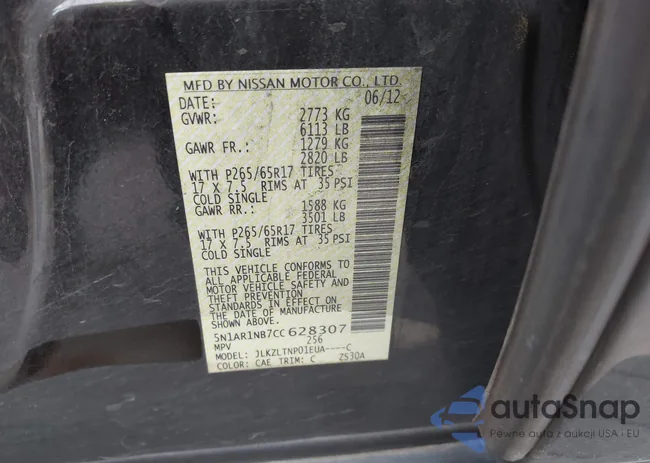 MFD BY NISSAN MOTOR CO., LTD.
DATE: 06/12
GVWR: 2773 KG
6113 LB
GAWR FR.: 1279 KG
2820 LB
WITH P265/65R17 TIRES
17 X 7.5 RIMS AT 35 PSI
COLD SINGLE
GAWR RR.: 1588 KG
3501 LB
WITH P265/65R17 TIRES
17 X 7.5 RIMS AT 35 PSI
COLD SINGLE
THIS VEHICLE CONFORMS TO
ALL APPLICABLE FEDERAL
MOTOR VEHICLE SAFETY AND
THEFT PREVENTION
STANDARDS IN EFFECT ON
THE DATE OF MANUFACTURE
SHOWN ABOVE
5N1AR1NB7CC628307
MPV 256
MODEL: JLKZLTNP01EUA----C
COLOR: CAE TRIM: C ZS30A
autoSnap
Pewne auta z aukcji USA i EU